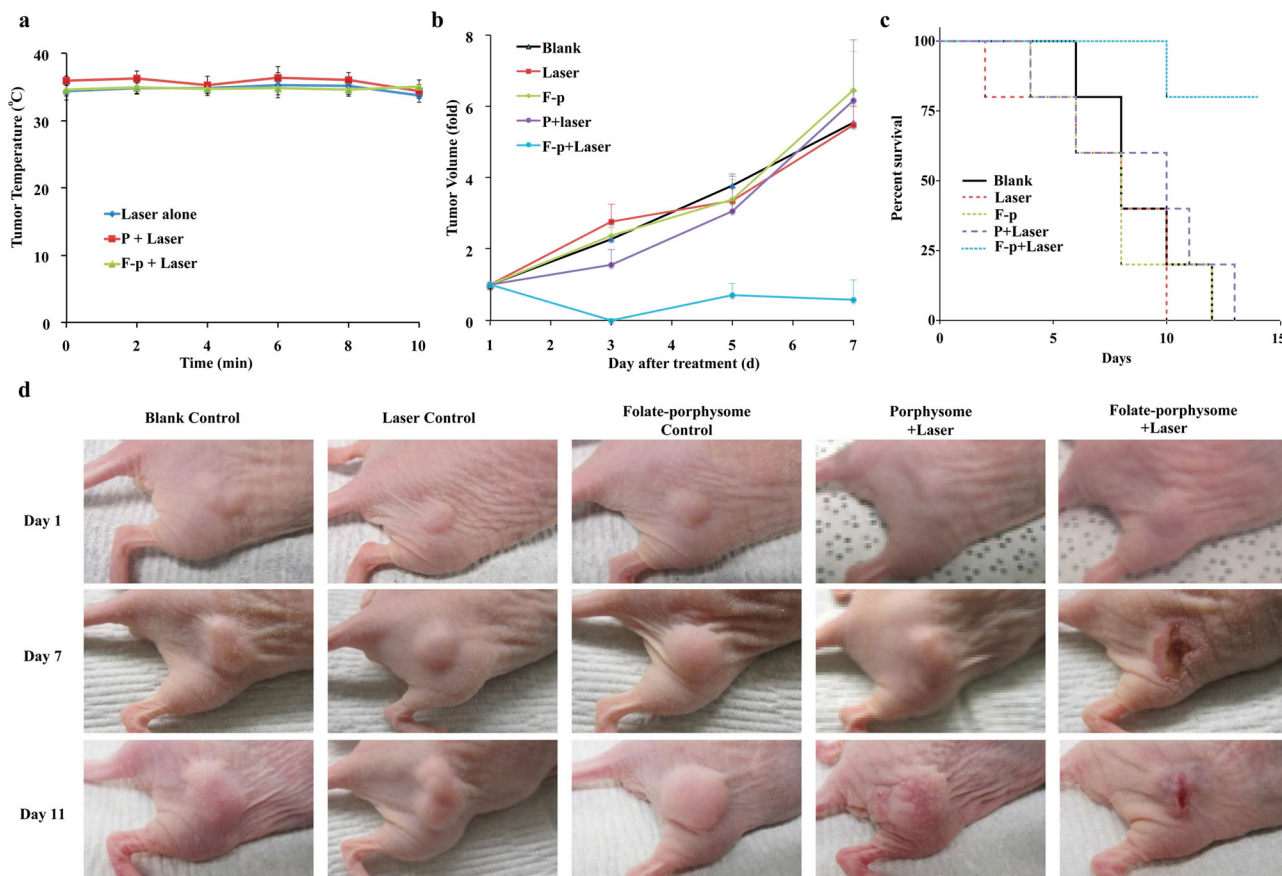 a
Tumor Temperature (°C)
40
30
20
10
0
0 2 4 6 8 10
Time (min)
Laser alone
P + Laser
F-p + Laser
b
Tumor Volume (fold)
8
6
4
2
0
1 2 3 4 5 6 7
Day after treatment (d)
Blank
Laser
F-p
P+laser
F-p+Laser
c
Percent survival
100
75
50
25
0
0 5 10 15
Days
Blank
Laser
F-p
P+Laser
F-p+Laser
d
Blank Control
Laser Control
Folate-porphysome
Control
Porphysome
+Laser
Folate-porphysome
+Laser
Day 1
Day 7
Day 11